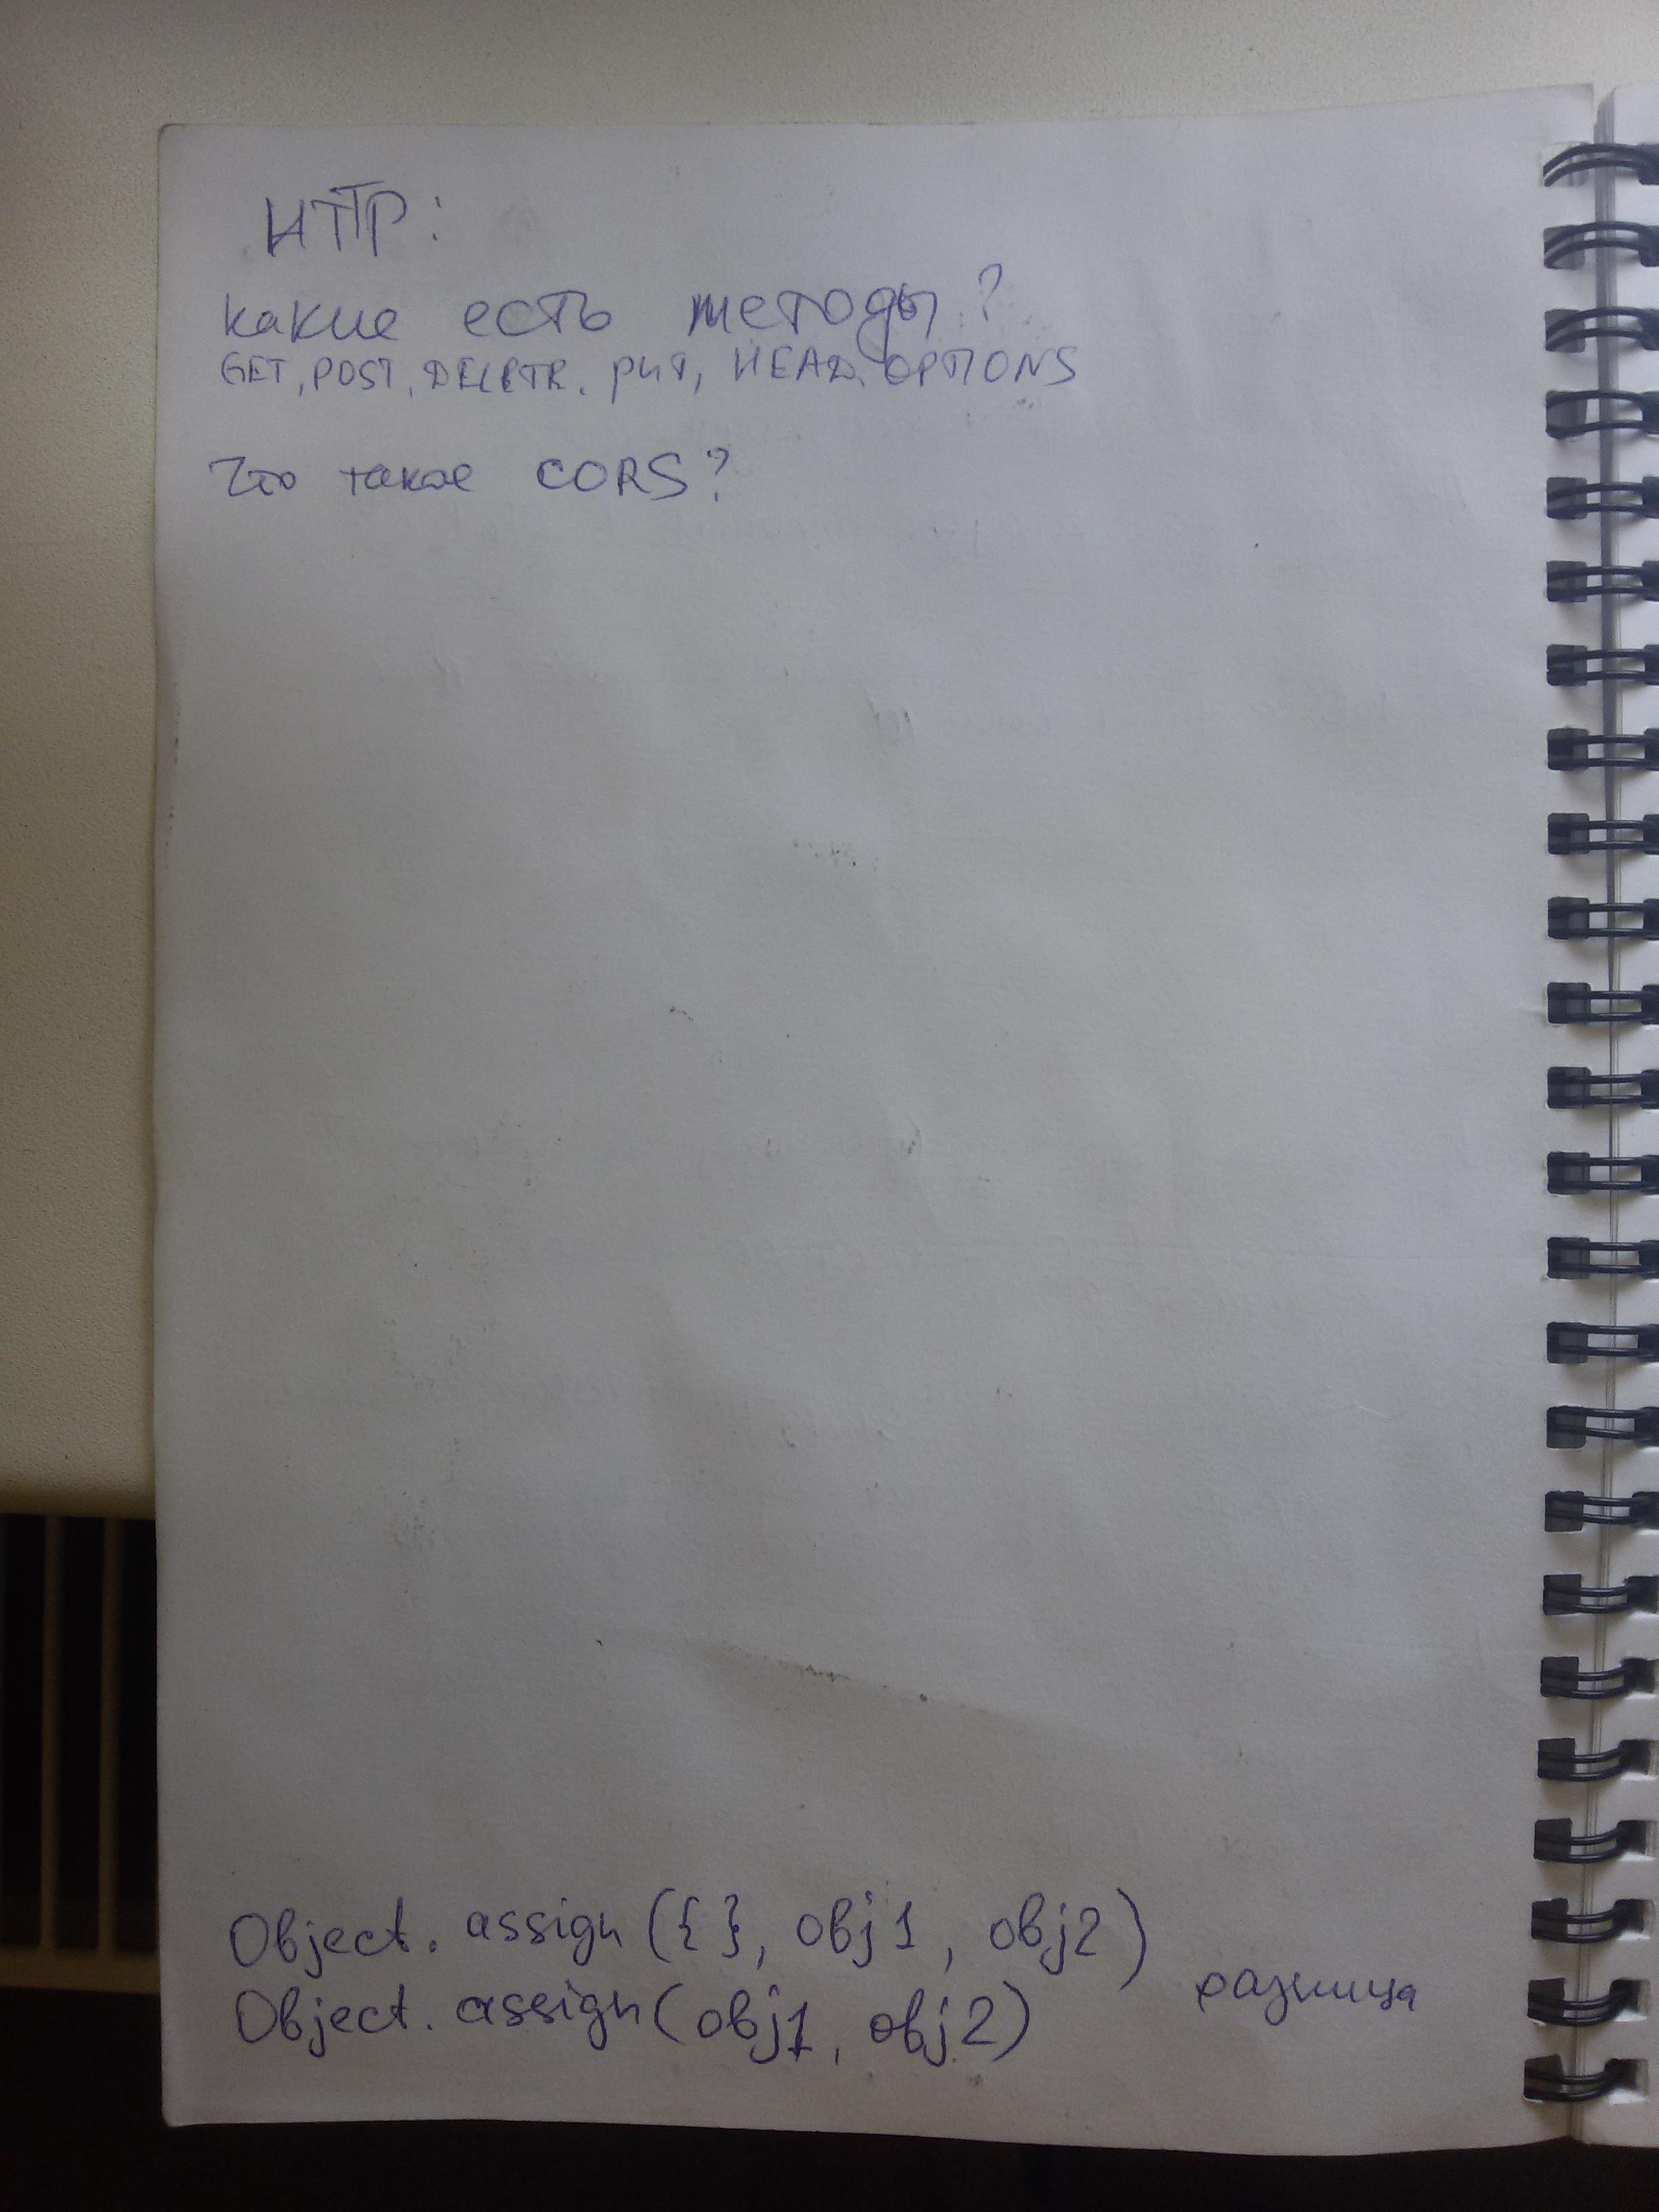 HTTP:
какие есть методы?
GET, POST, DELETE, PUT, HEAD, OPTIONS
Что такое CORS?
Object.assign({}, obj1, obj2)
разница
Object.assign(obj1, obj2)